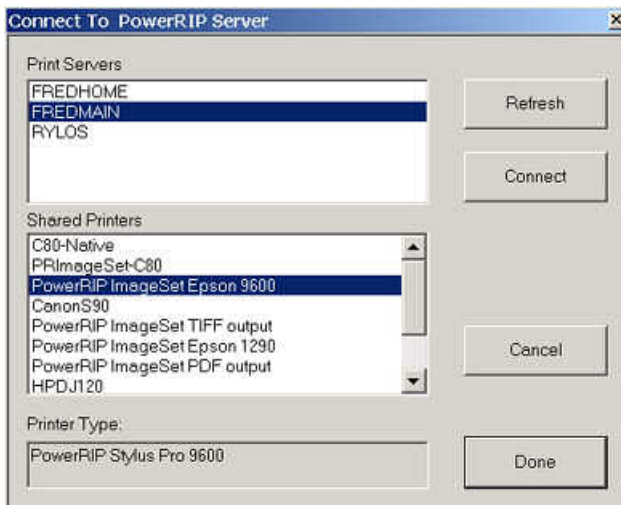 Connect To PowerRIP Server
Print Servers
FREDHOME
FREDMAIN
RYLOS
Refresh
Connect
Shared Printers
C80-Native
PRImageSet-C80
PowerRIP ImageSet Epson 9600
CanonS90
PowerRIP ImageSet TIFF output
PowerRIP ImageSet Epson 1290
PowerRIP ImageSet PDF output
HPDJ120
Cancel
Printer Type:
PowerRIP Stylus Pro 9600
Done